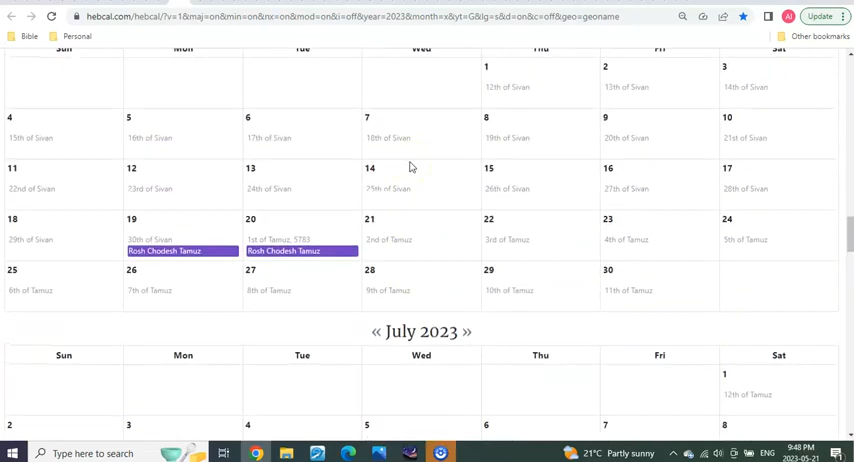 hebcal.com/hebcal/?v=1&maj=on&min=on&nx=on&mod=on&i=off&year=2023&month=x&yt=G&lg=s&d=on&c=off&geo=geoname
AI
Update
Bible Personal Other bookmarks
Sun Mon Tue Wed Thu Fri Sat
1 2 3
12th of Sivan 13th of Sivan 14th of Sivan
4 5 6 7 8 9 10
15th of Sivan 16th of Sivan 17th of Sivan 18th of Sivan 19th of Sivan 20th of Sivan 21st of Sivan
11 12 13 14 15 16 17
22nd of Sivan 23rd of Sivan 24th of Sivan 25th of Sivan 26th of Sivan 27th of Sivan 28th of Sivan
18 19 20 21 22 23 24
29th of Sivan 30th of Sivan 1st of Tamuz, 5783 2nd of Tamuz 3rd of Tamuz 4th of Tamuz 5th of Tamuz
Rosh Chodesh Tamuz Rosh Chodesh Tamuz
25 26 27 28 29 30
6th of Tamuz 7th of Tamuz 8th of Tamuz 9th of Tamuz 10th of Tamuz 11th of Tamuz
« July 2023 »
Sun Mon Tue Wed Thu Fri Sat
1
12th of Tamuz
2 3 4 5 6 7 8
Type here to search
21°C Partly sunny
ENG
9:48 PM
2023-05-21